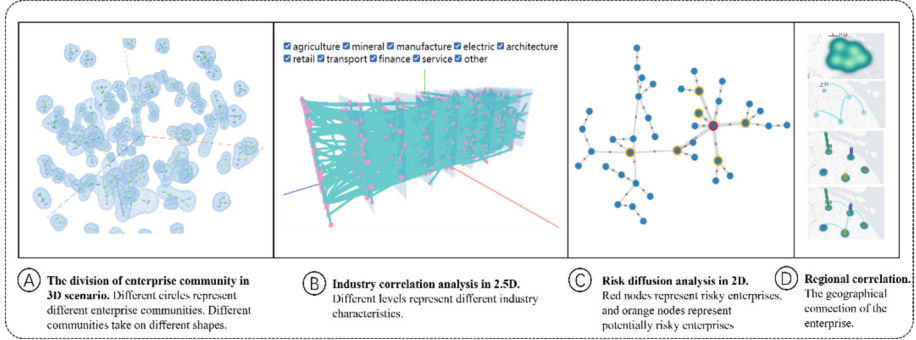 agriculture mineral manufacture electric architecture
retail transport finance service other
A
The division of enterprise community in
3D scenario. Different circles represent
different enterprise communities. Different
communities take on different shapes.
B
Industry correlation analysis in 2.5D.
Different levels represent different industry
characteristics.
C
Risk diffusion analysis in 2D.
Red nodes represent risky enterprises,
and orange nodes represent
potentially risky enterprises
D
Regional correlation.
The geographical
connection of the
enterprise.